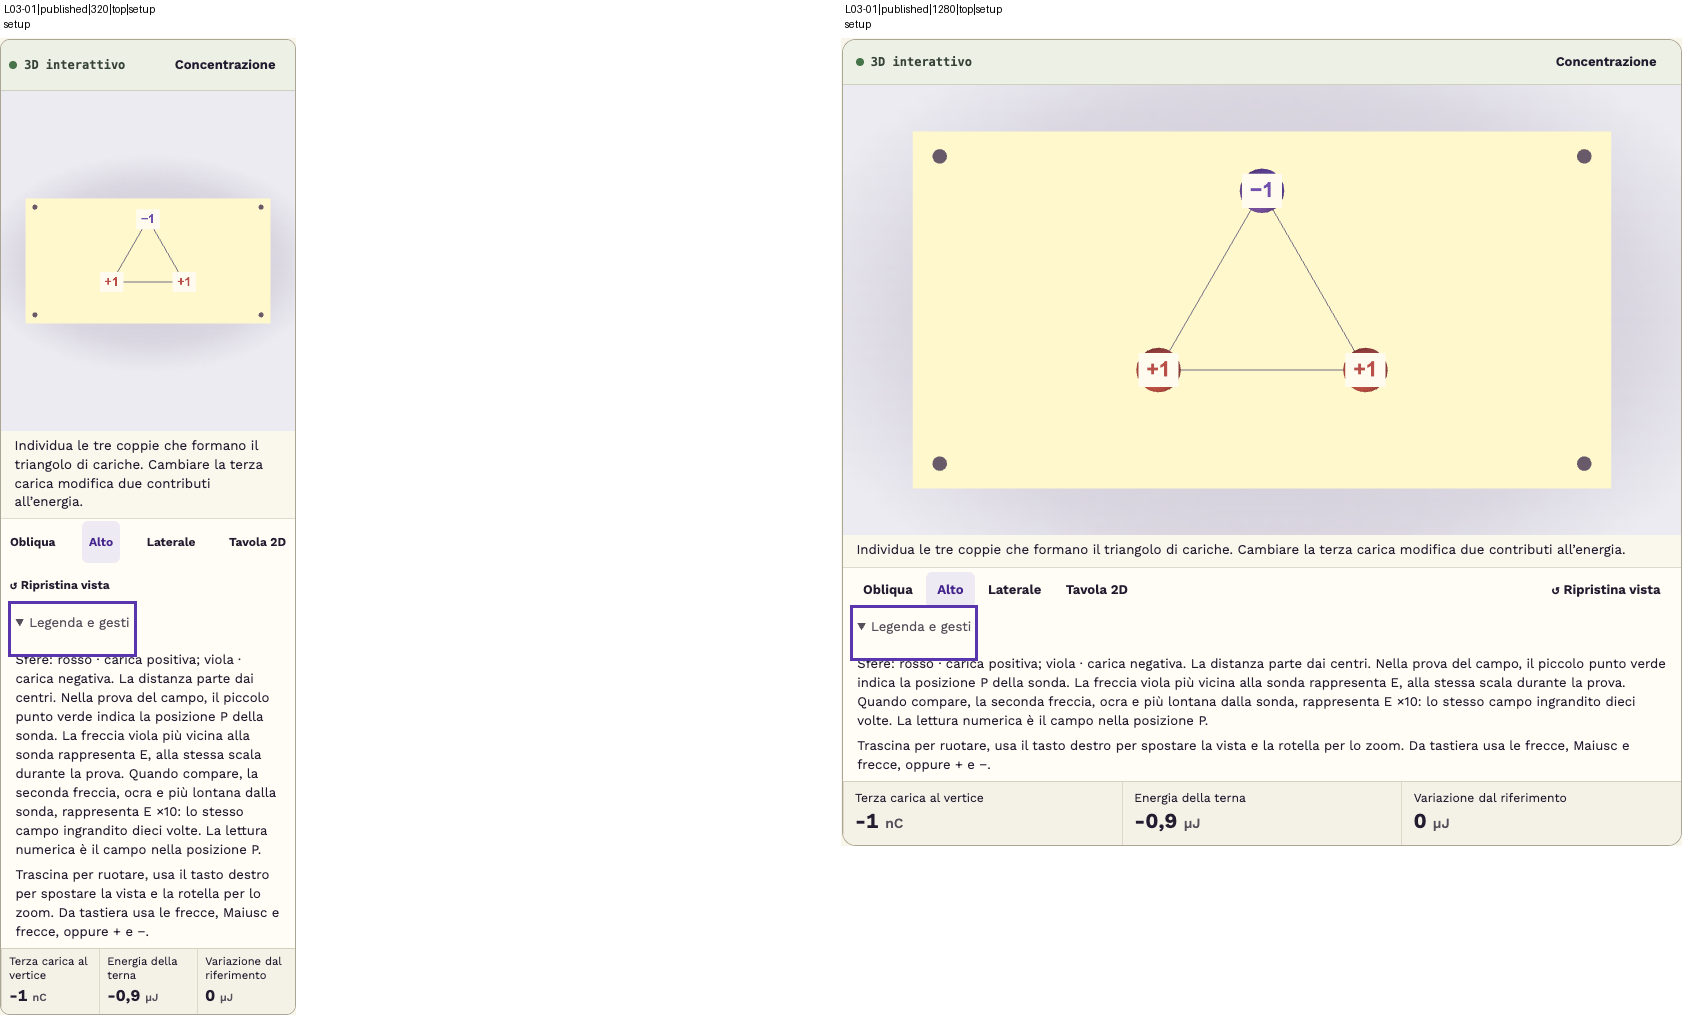 L03-01|published|320|top|setup
setup
3D interattivo
Concentrazione
−1
+1
+1
Individua le tre coppie che formano il
triangolo di cariche. Cambiare la terza
carica modifica due contributi
all’energia.
Obliqua
Alto
Laterale
Tavola 2D
↺ Ripristina vista
▼ Legenda e gesti
Sfere: rosso · carica positiva; viola ·
carica negativa. La distanza parte dai
centri. Nella prova del campo, il piccolo
punto verde indica la posizione P della
sonda. La freccia viola più vicina alla
sonda rappresenta E, alla stessa scala
durante la prova. Quando compare, la
seconda freccia, ocra e più lontana dalla
sonda, rappresenta E ×10: lo stesso
campo ingrandito dieci volte. La lettura
numerica è il campo nella posizione P.
Trascina per ruotare, usa il tasto destro
per spostare la vista e la rotella per lo
zoom. Da tastiera usa le frecce, Maiusc e
frecce, oppure + e −.
Terza carica al
vertice
-1 nC
Energia della
terna
-0,9 µJ
Variazione dal
riferimento
0 µJ
L03-01|published|1280|top|setup
setup
3D interattivo
Concentrazione
−1
+1
+1
Individua le tre coppie che formano il triangolo di cariche. Cambiare la terza carica modifica due contributi all’energia.
Obliqua
Alto
Laterale
Tavola 2D
↺ Ripristina vista
▼ Legenda e gesti
Sfere: rosso · carica positiva; viola · carica negativa. La distanza parte dai centri. Nella prova del campo, il piccolo punto verde
indica la posizione P della sonda. La freccia viola più vicina alla sonda rappresenta E, alla stessa scala durante la prova.
Quando compare, la seconda freccia, ocra e più lontana dalla sonda, rappresenta E ×10: lo stesso campo ingrandito dieci
volte. La lettura numerica è il campo nella posizione P.
Trascina per ruotare, usa il tasto destro per spostare la vista e la rotella per lo zoom. Da tastiera usa le frecce, Maiusc e
frecce, oppure + e −.
Terza carica al vertice
-1 nC
Energia della terna
-0,9 µJ
Variazione dal riferimento
0 µJ